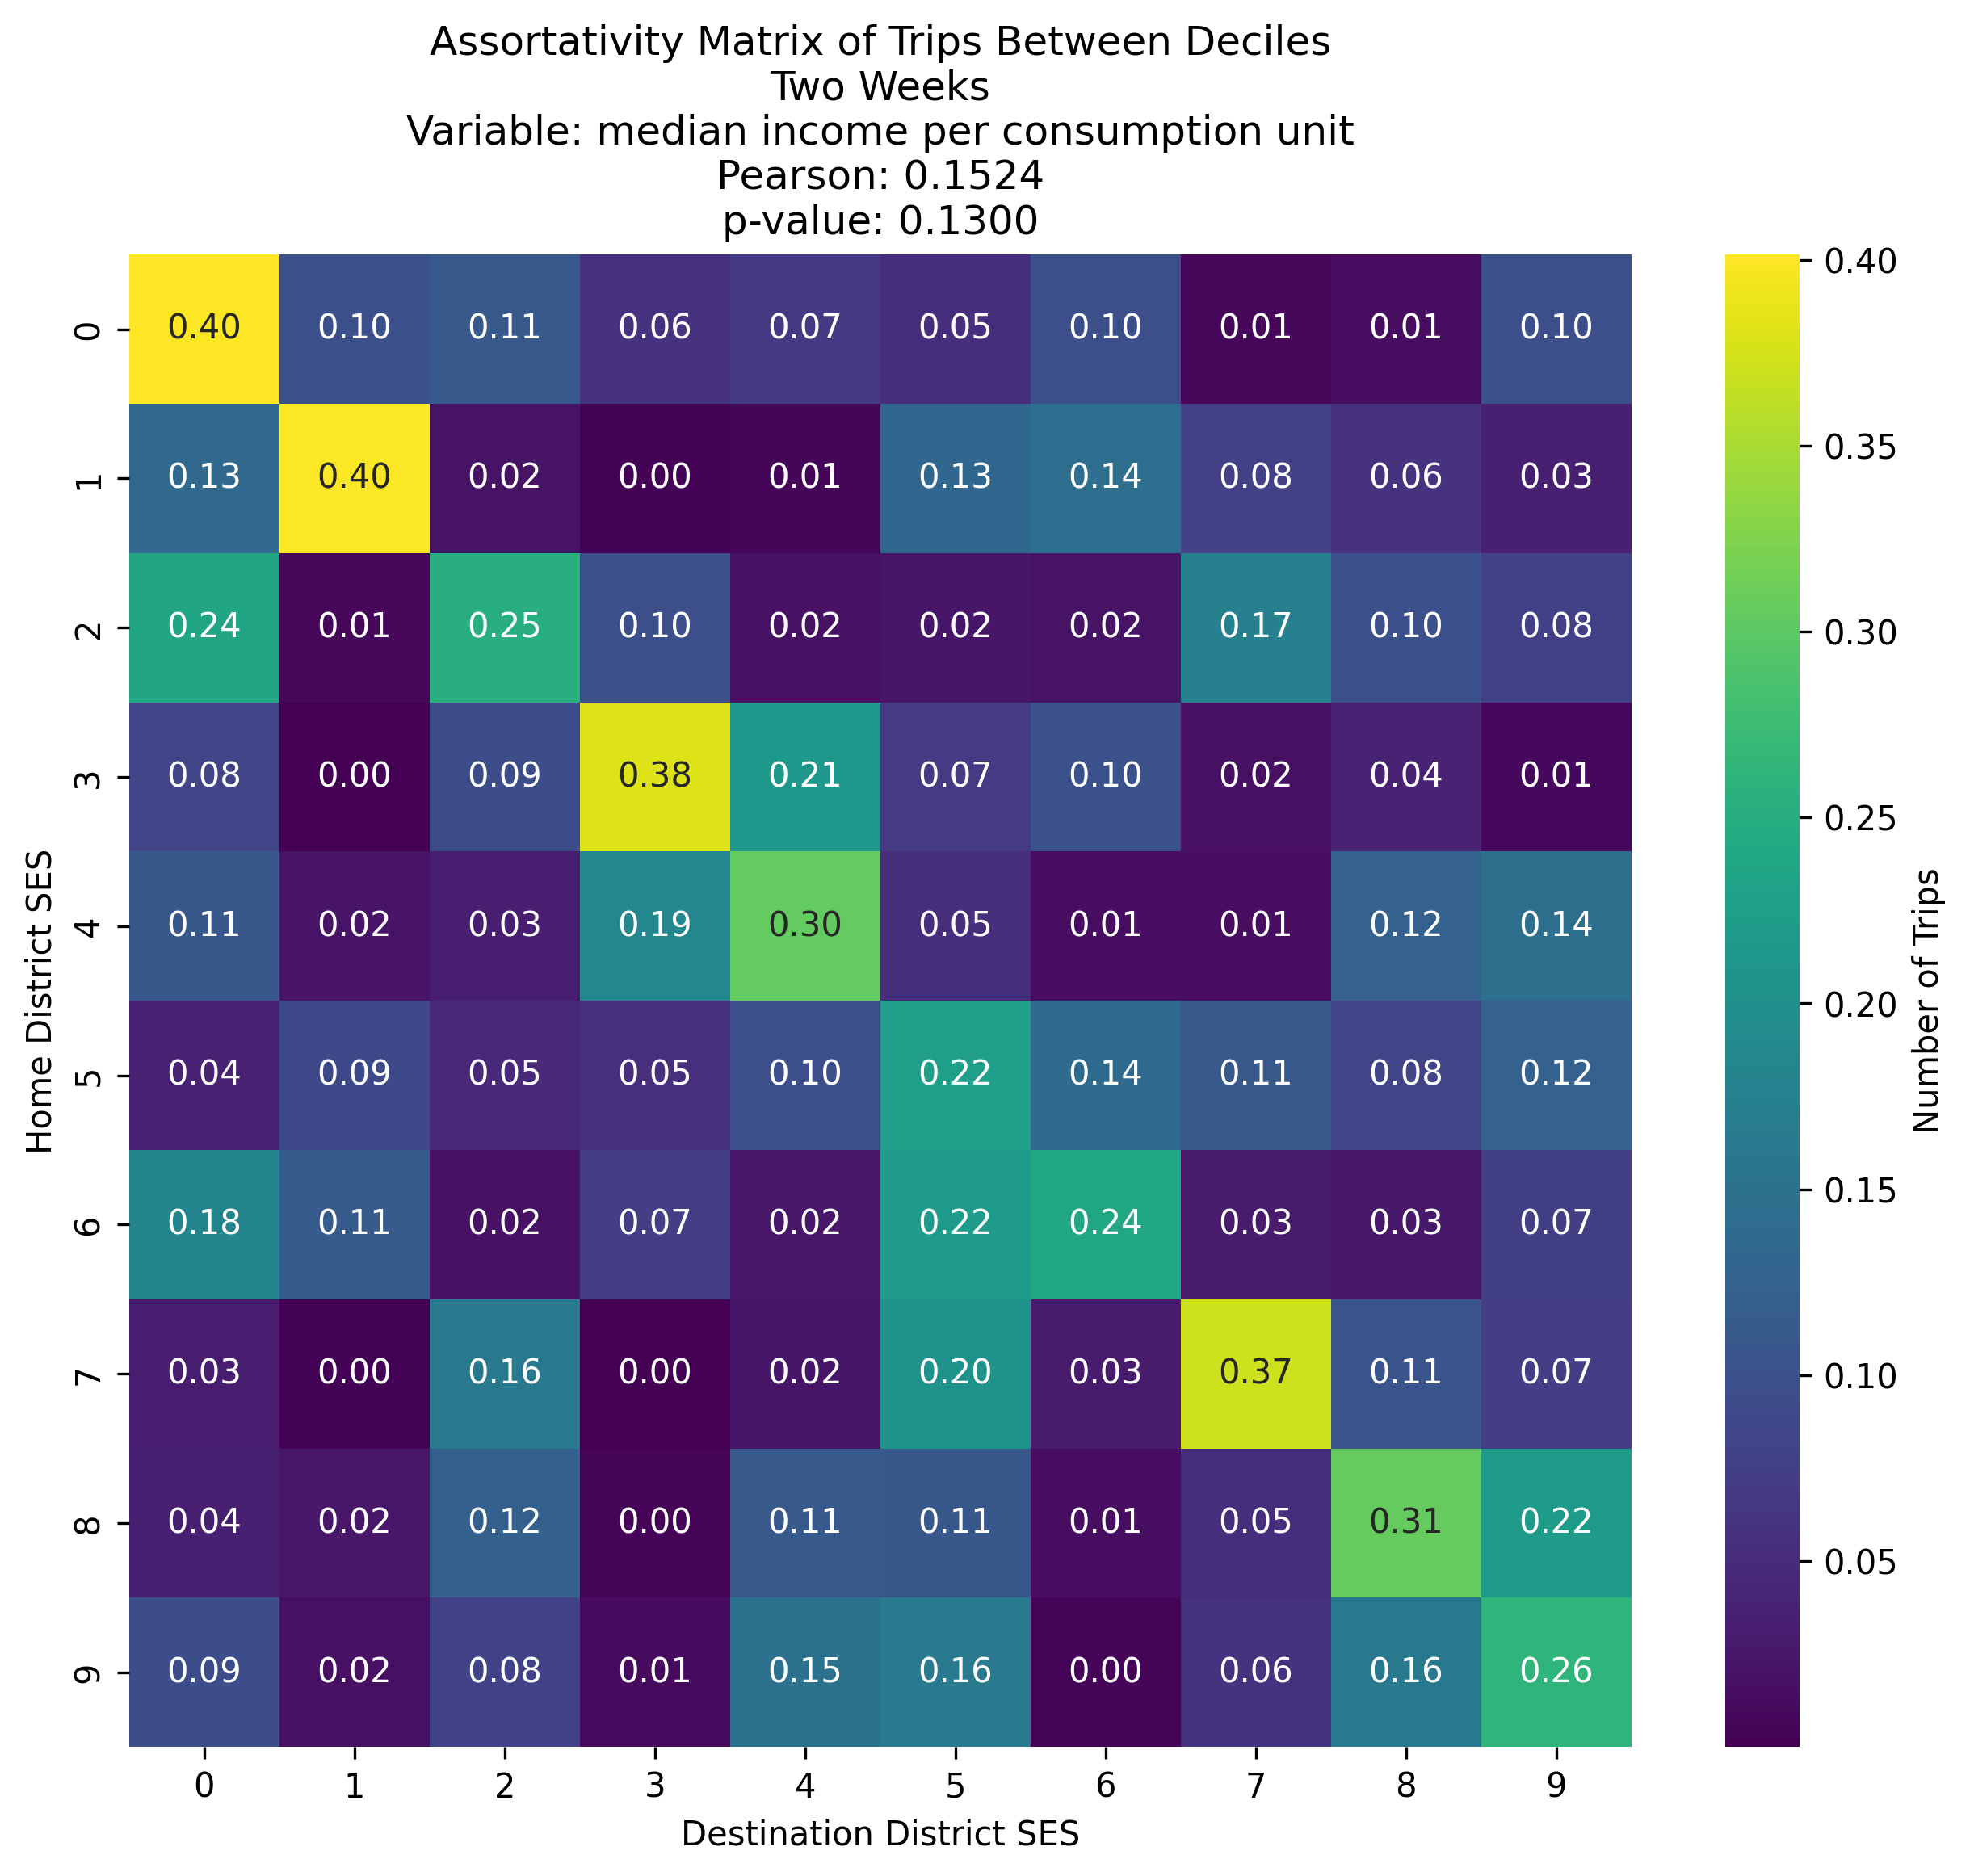 Assortativity Matrix of Trips Between Deciles
Two Weeks
Variable: median income per consumption unit
Pearson: 0.1524
p-value: 0.1300
0 0.40 0.10 0.11 0.06 0.07 0.05 0.10 0.01 0.01 0.10
1 0.13 0.40 0.02 0.00 0.01 0.13 0.14 0.08 0.06 0.03
2 0.24 0.01 0.25 0.10 0.02 0.02 0.02 0.17 0.10 0.08
3 0.08 0.00 0.09 0.38 0.21 0.07 0.10 0.02 0.04 0.01
4 0.11 0.02 0.03 0.19 0.30 0.05 0.01 0.01 0.12 0.14
5 0.04 0.09 0.05 0.05 0.10 0.22 0.14 0.11 0.08 0.12
6 0.18 0.11 0.02 0.07 0.02 0.22 0.24 0.03 0.03 0.07
7 0.03 0.00 0.16 0.00 0.02 0.20 0.03 0.37 0.11 0.07
8 0.04 0.02 0.12 0.00 0.11 0.11 0.01 0.05 0.31 0.22
9 0.09 0.02 0.08 0.01 0.15 0.16 0.00 0.06 0.16 0.26
0 1 2 3 4 5 6 7 8 9
Destination District SES
Home District SES
0.40
0.35
0.30
0.25
0.20
0.15
0.10
0.05
Number of Trips